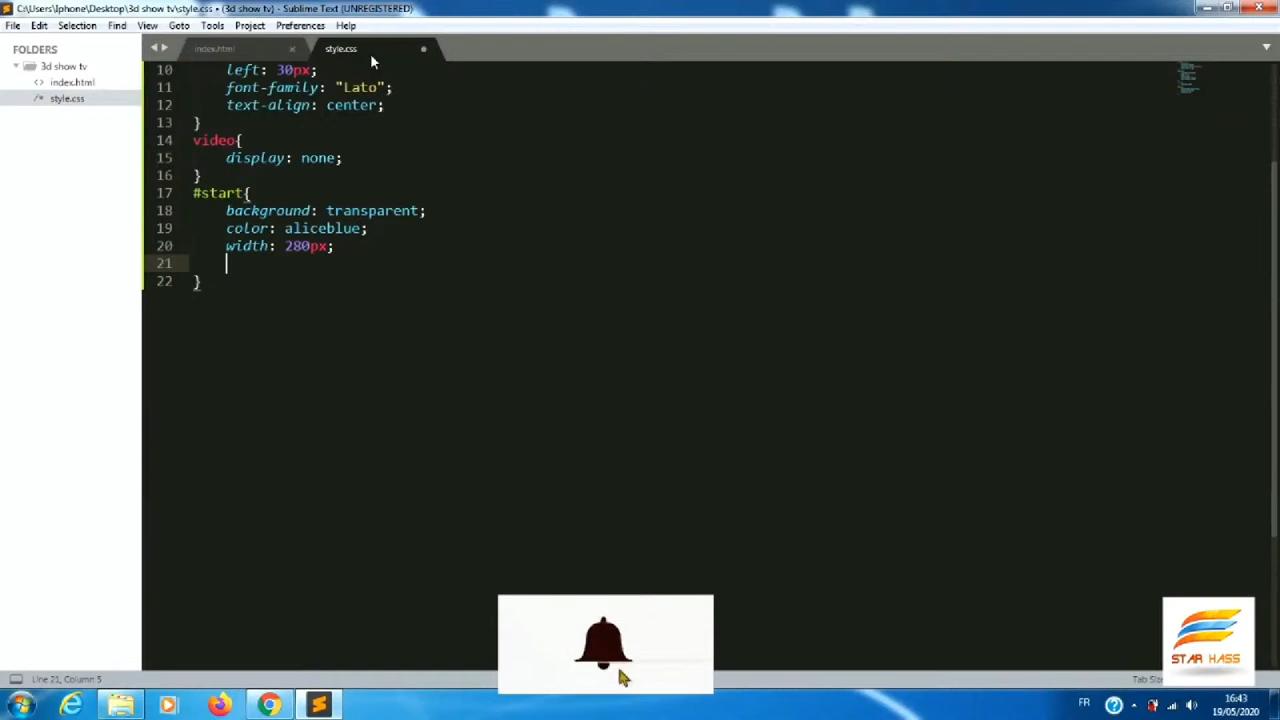 C:\Users\Iphone\Desktop\3d show tv\style.css • (3d show tv) - Sublime Text (UNREGISTERED)
File Edit Selection Find View Goto Tools Project Preferences Help
FOLDERS
3d show tv
<> index.html
/* style.css
index.html × style.css
10 left: 30px;
11 font-family: "Lato";
12 text-align: center;
13 }
14 video{
15 display: none;
16 }
17 #start{
18 background: transparent;
19 color: aliceblue;
20 width: 280px;
21
22 }
STAR HASS
Line 21, Column 5
Tab
FR
16:43
19/05/2020